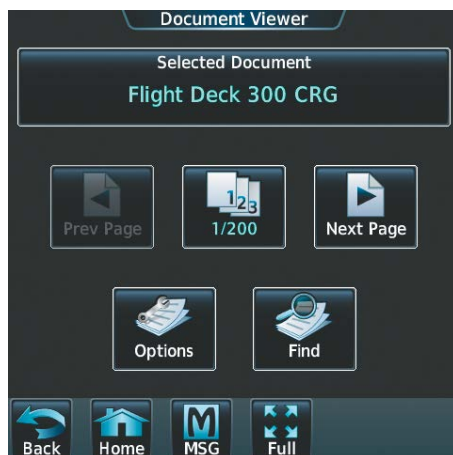 Document Viewer
Selected Document
Flight Deck 300 CRG
Prev Page
1/200
Next Page
Options
Find
Back
Home
MSG
Full